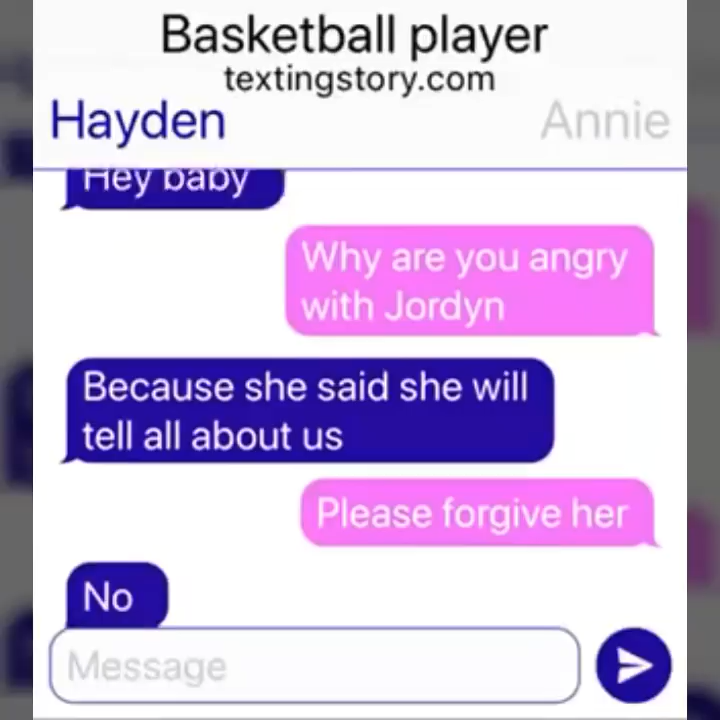 Basketball player
textingstory.com
Hayden
Annie
Hey baby
Why are you angry
with Jordyn
Because she said she will
tell all about us
Please forgive her
No
Message